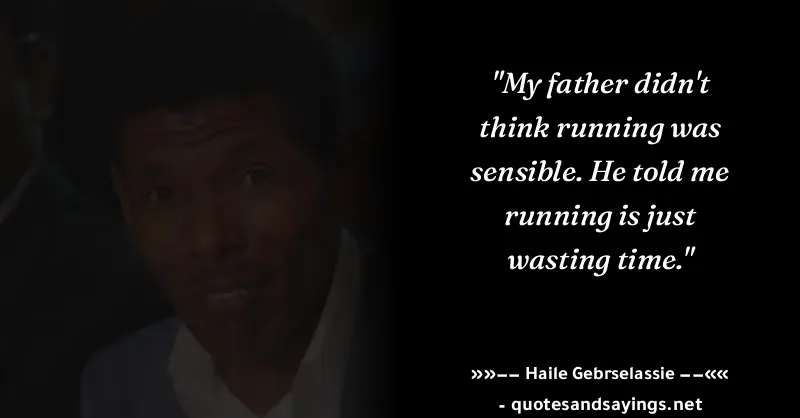 "My father didn't
think running was
sensible. He told me
running is just
wasting time."
»»−− Haile Gebrselassie −−««
- quotesandsayings.net